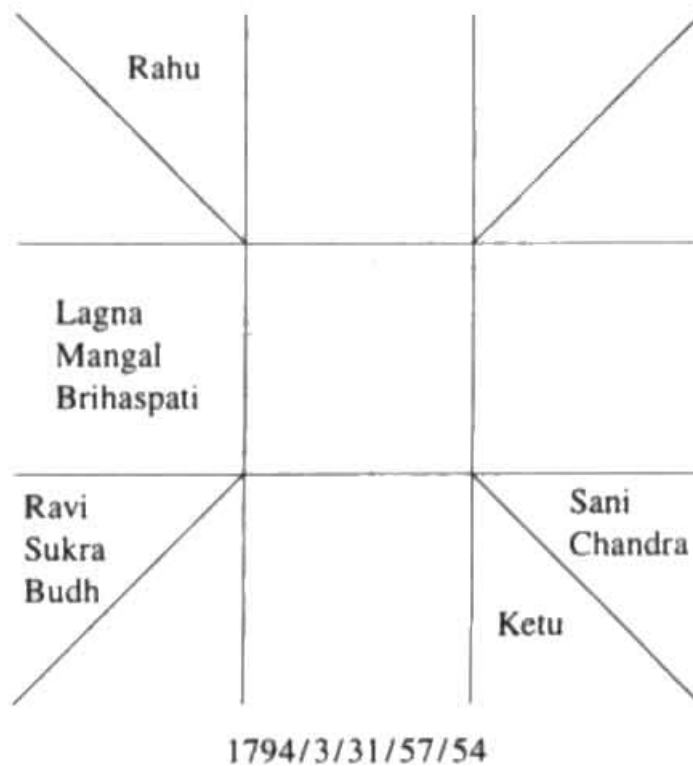 Rahu
Lagna
Mangal
Brihaspati
Ravi
Sukra
Budh
Sani
Chandra
Ketu
1794/3/31/57/54